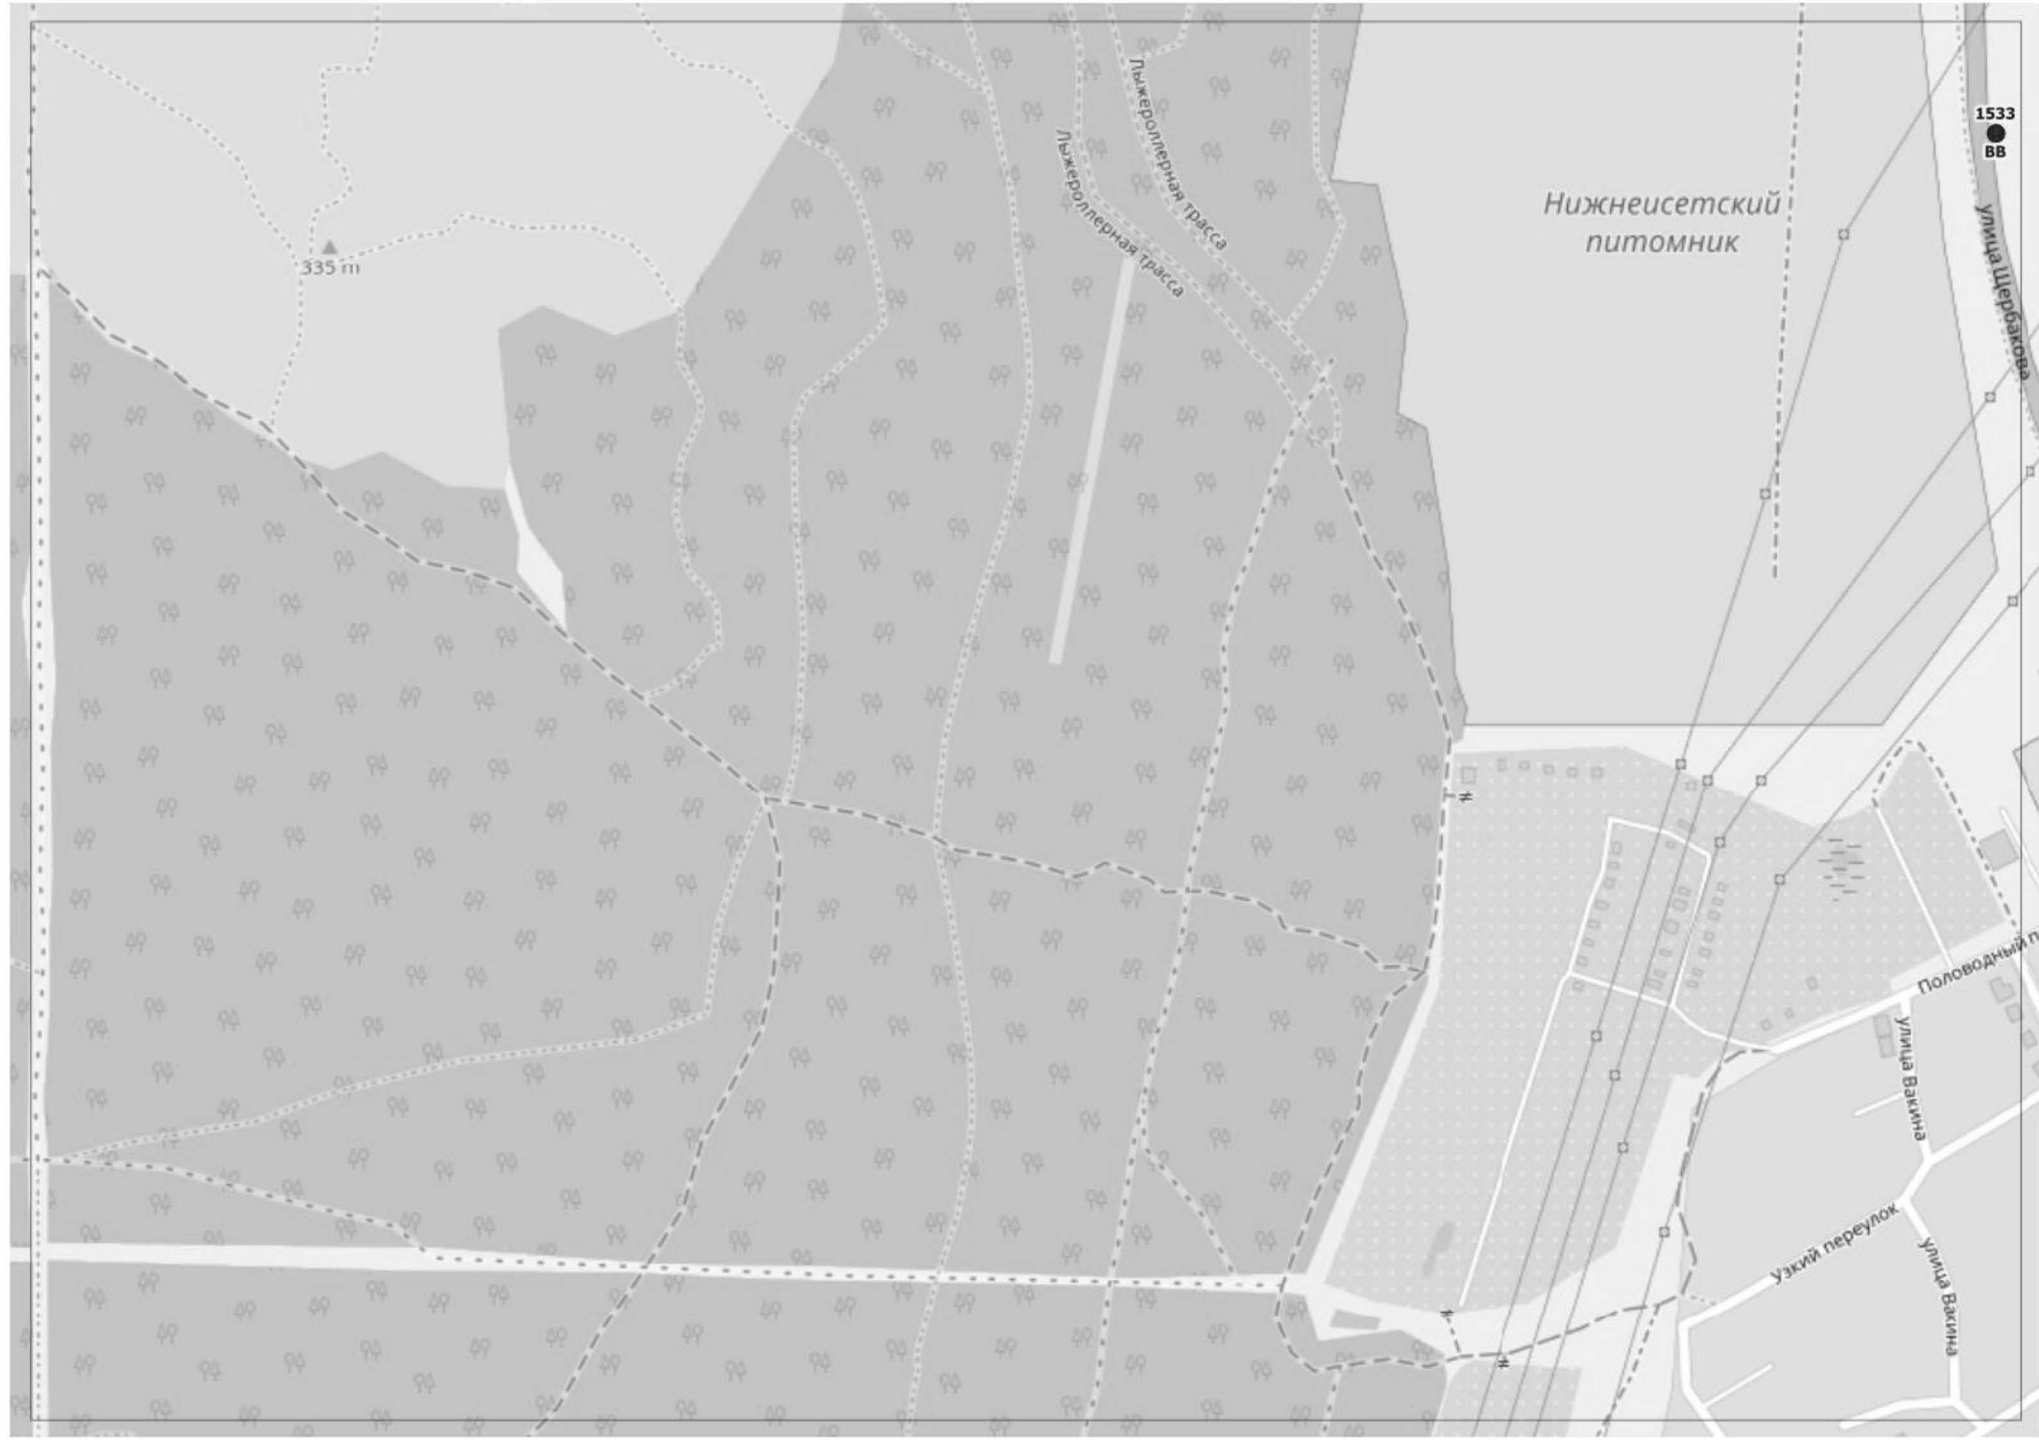 Лыжероллерная трасса
Лыжероллерная трасса
1533
BB
Нижнеисетский
питомник
улица Щербакова
335 m
Половодный п
улица Вакина
Узкий переулок
улица Вакина